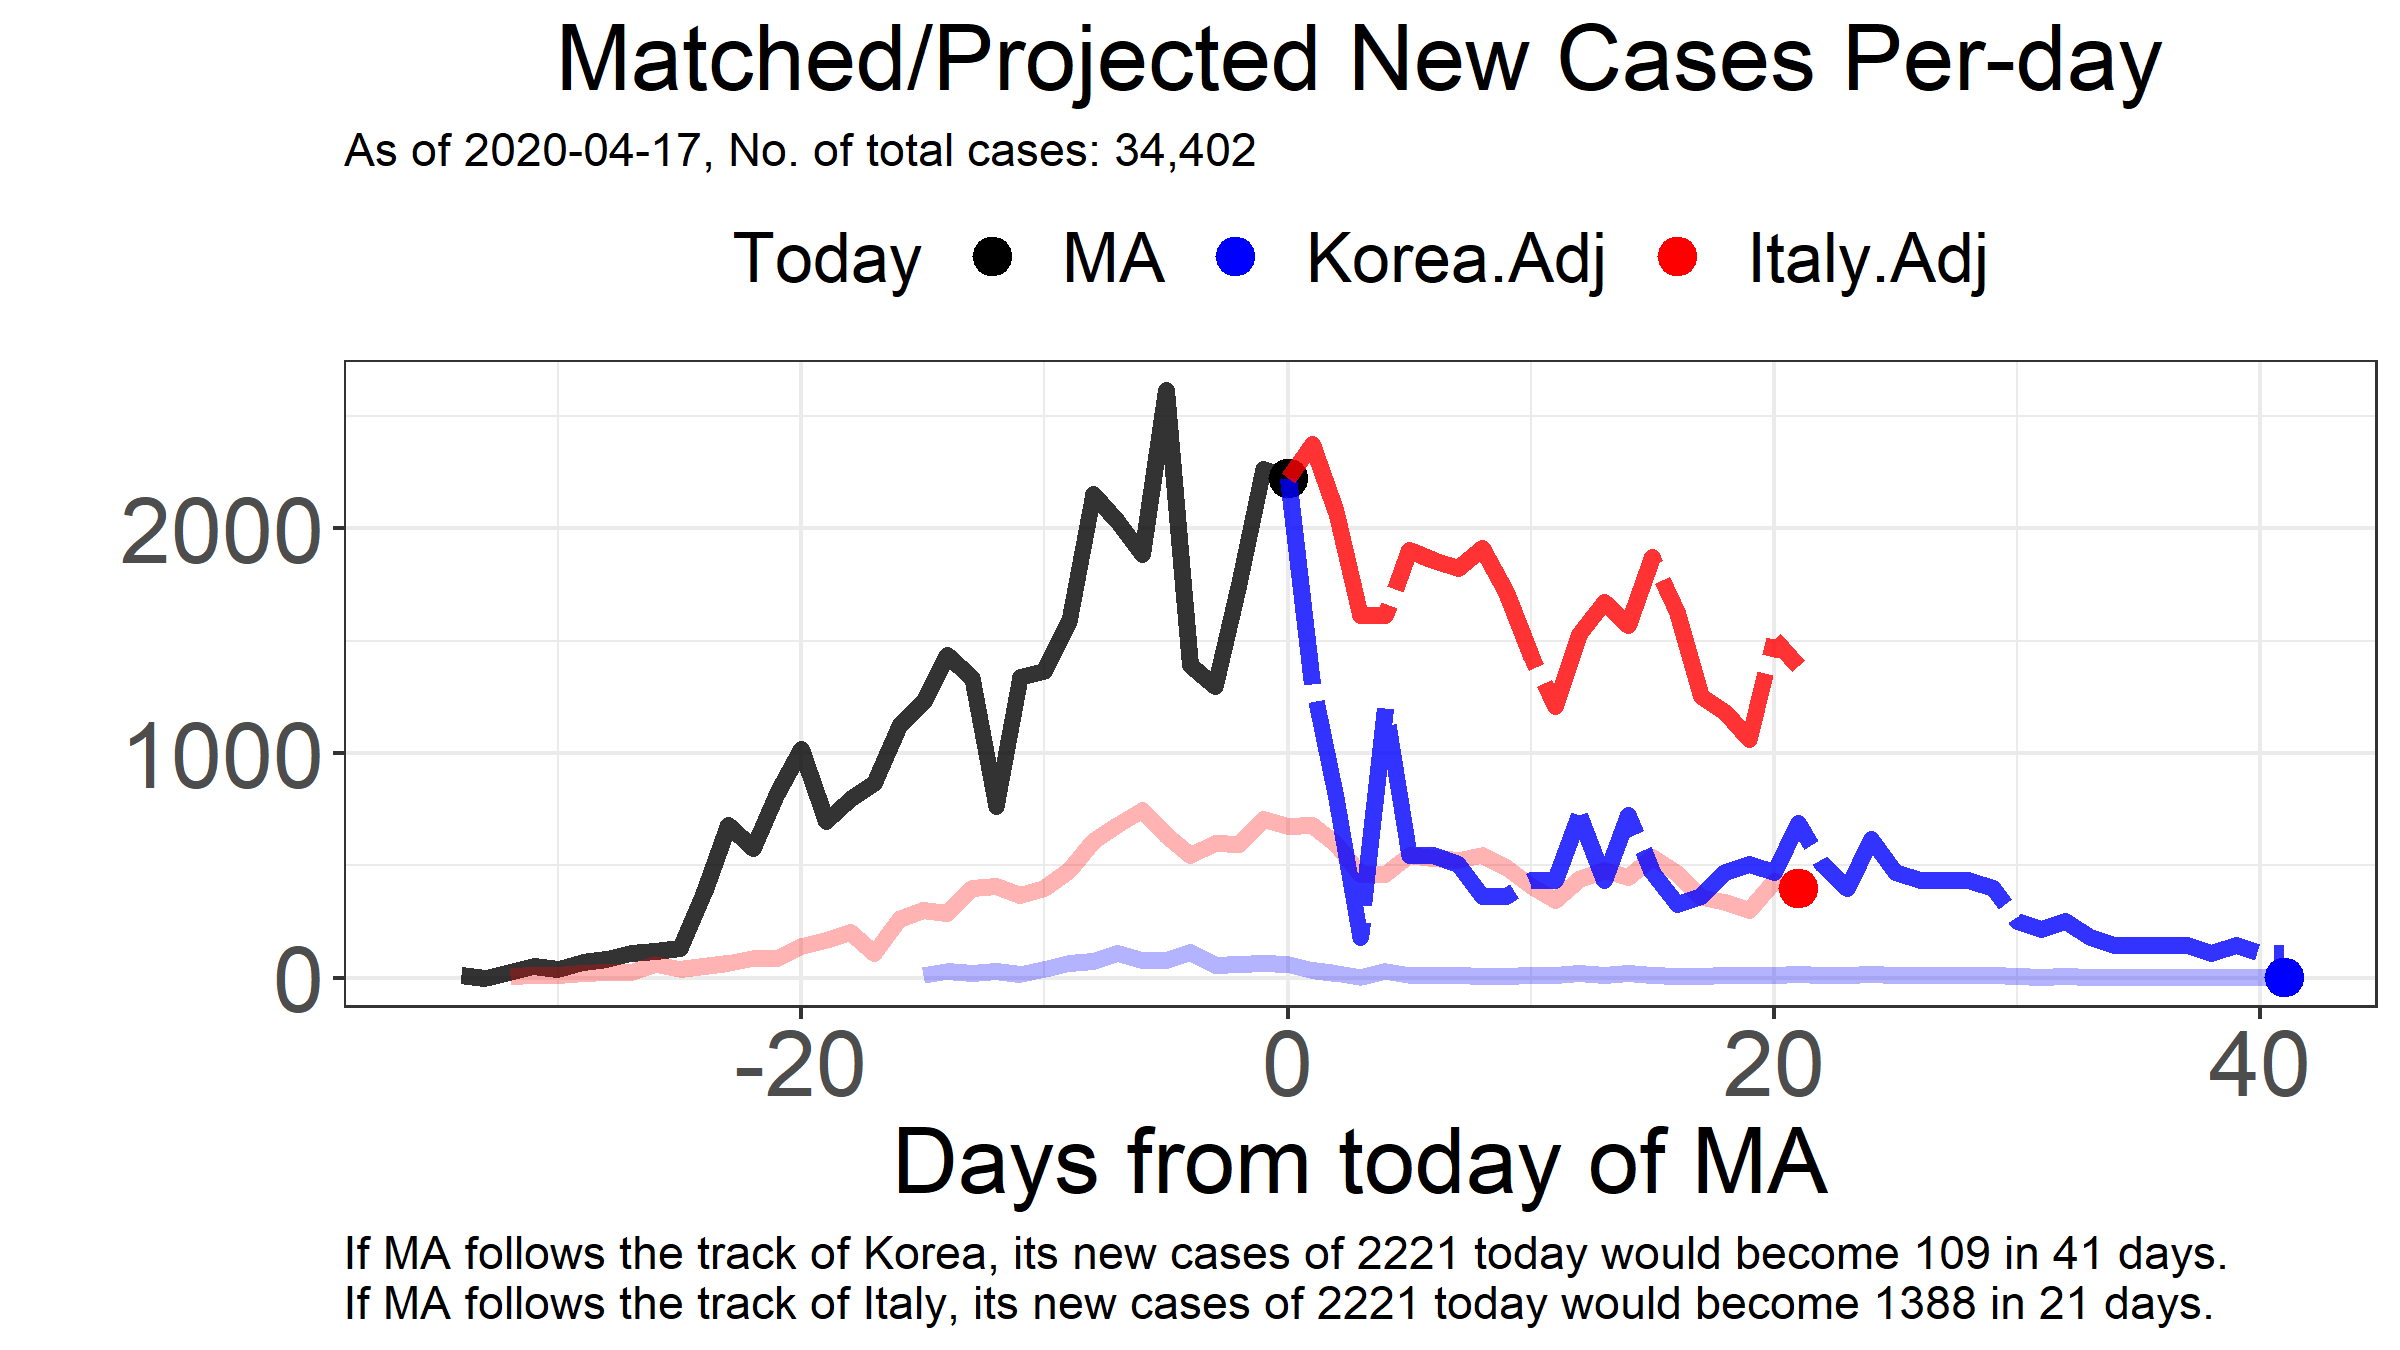 Matched/Projected New Cases Per-day
As of 2020-04-17, No. of total cases: 34,402
Today MA Korea.Adj Italy.Adj
2000
1000
0
-20 0 20 40
Days from today of MA
If MA follows the track of Korea, its new cases of 2221 today would become 109 in 41 days.
If MA follows the track of Italy, its new cases of 2221 today would become 1388 in 21 days.